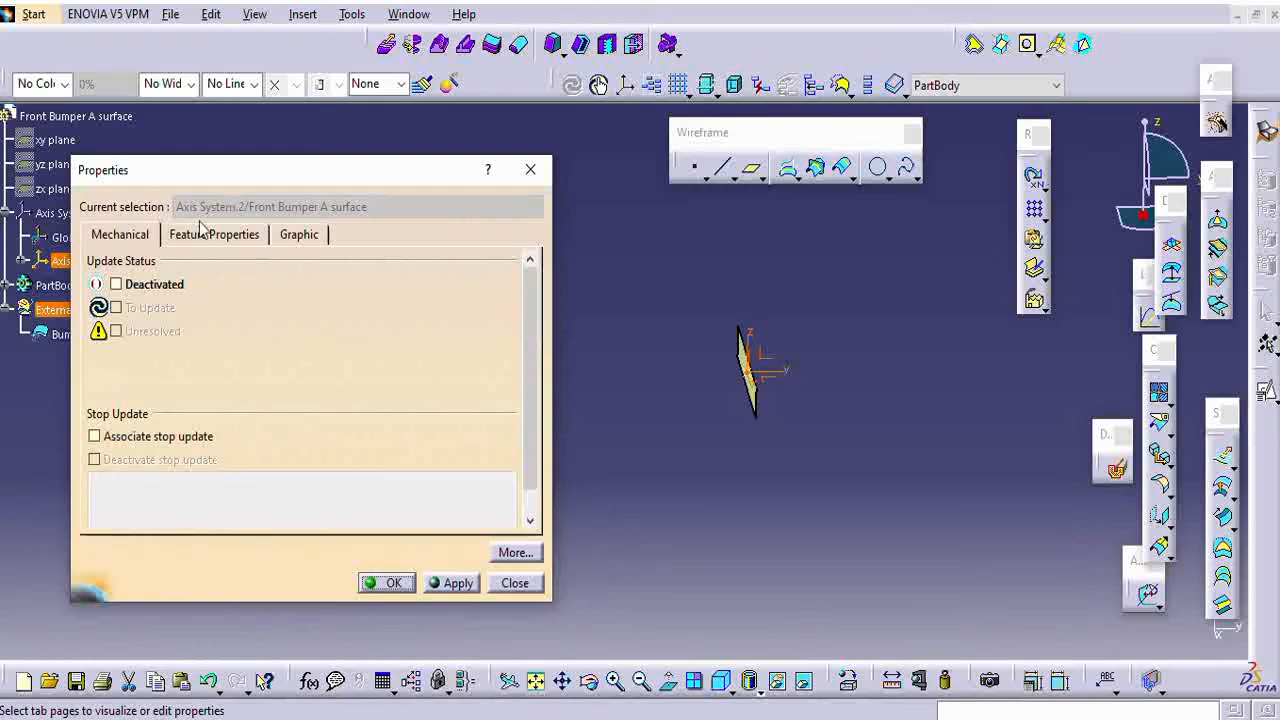 Start ENOVIA V5 VPM File Edit View Insert Tools Window Help
No Col 0% No Wid No Line None PartBody
Front Bumper A surface
xy plane
yz plan
zx plan
Axis Sy
Glo
Axis
PartBo
Extern
Bum
Properties ? ×
Current selection : Axis System.2/Front Bumper A surface
Mechanical Feature Properties Graphic
Update Status
Deactivated
To Update
Unresolved
Stop Update
Associate stop update
Deactivate stop update
More...
OK Apply Close
Wireframe
R
A
A
D
D..
C
S
A...
z
z
y
x y
f(x)
ABC
CATIA
Select tab pages to visualize or edit properties